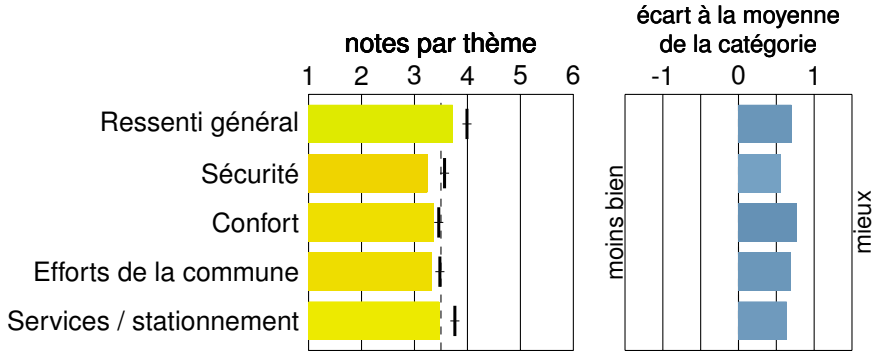 notes par thème
écart à la moyenne
de la catégorie
1 2 3 4 5 6
-1 0 1
Ressenti général
Sécurité
Confort
Efforts de la commune
Services / stationnement
moins bien
mieux